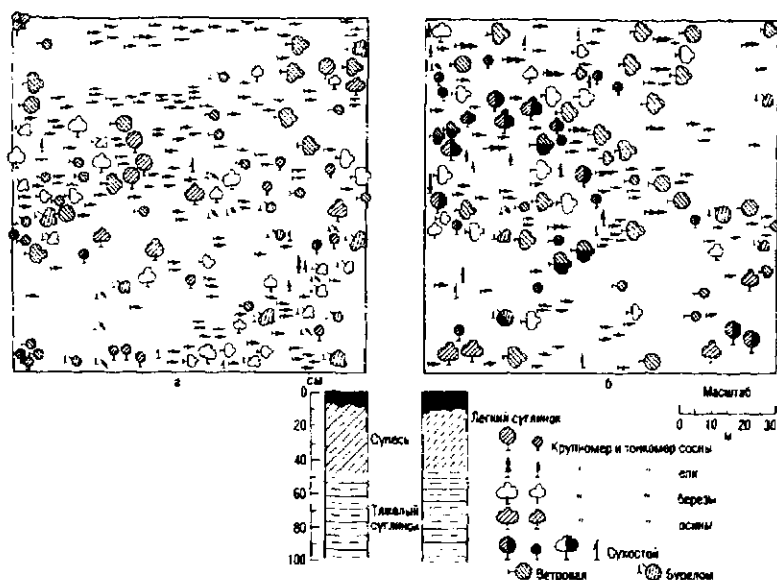 а
б
см
0
20
40
60
80
100
Супесь
Тяжелый
суглинок
Легкий суглинок
Масштаб
0 10 20 30
м
Крупномер и тонкомер сосны
" " ели
" " березы
" " осины
Сухостой
Ветровал
Бурелом